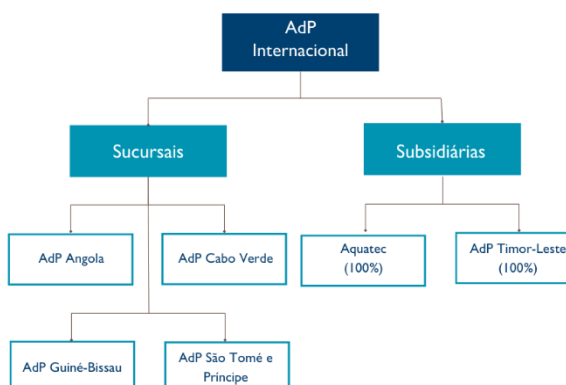 AdP
Internacional
Sucursais
Subsidiárias
AdP Angola
AdP Cabo Verde
Aquatec
(100%)
AdP Timor-Leste
(100%)
AdP Guiné-Bissau
AdP São Tomé e
Príncipe